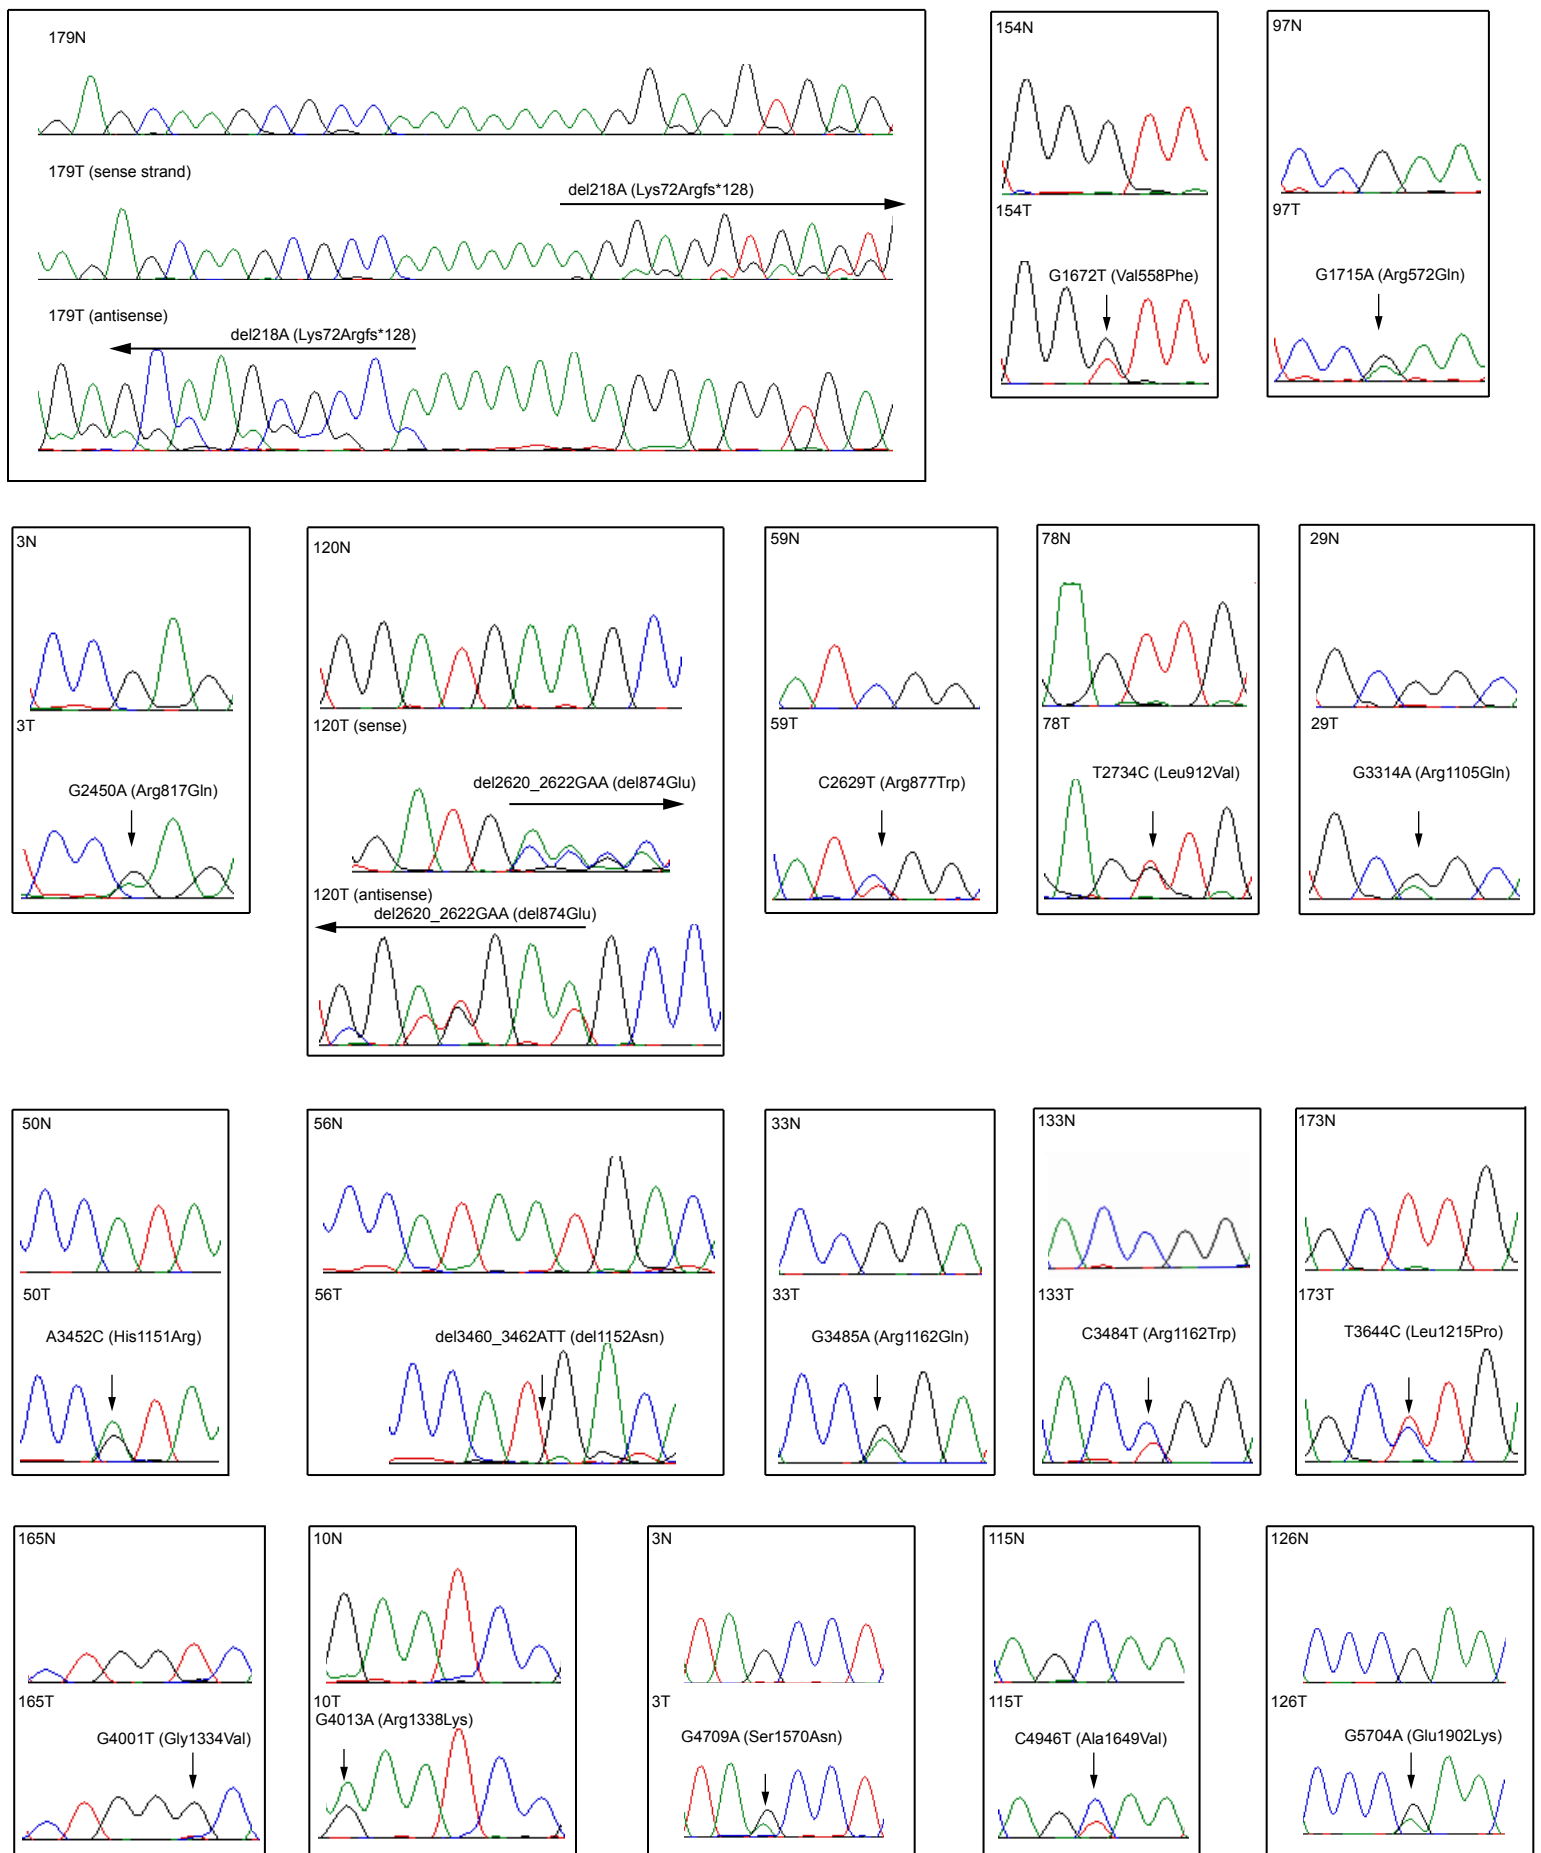 179N
179T (sense strand)
del218A (Lys72Argfs*128)
179T (antisense)
del218A (Lys72Argfs*128)
154N
154T
G1672T (Val558Phe)
97N
97T
G1715A (Arg572Gln)
3N
3T
G2450A (Arg817Gln)
120N
120T (sense)
del2620_2622GAA (del874Glu)
120T (antisense)
del2620_2622GAA (del874Glu)
59N
59T
C2629T (Arg877Trp)
78N
78T
T2734C (Leu912Val)
29N
29T
G3314A (Arg1105Gln)
50N
50T
A3452C (His1151Arg)
56N
56T
del3460_3462ATT (del1152Asn)
33N
33T
G3485A (Arg1162Gln)
133N
133T
C3484T (Arg1162Trp)
173N
173T
T3644C (Leu1215Pro)
165N
165T
G4001T (Gly1334Val)
10N
10T
G4013A (Arg1338Lys)
3N
3T
G4709A (Ser1570Asn)
115N
115T
C4946T (Ala1649Val)
126N
126T
G5704A (Glu1902Lys)